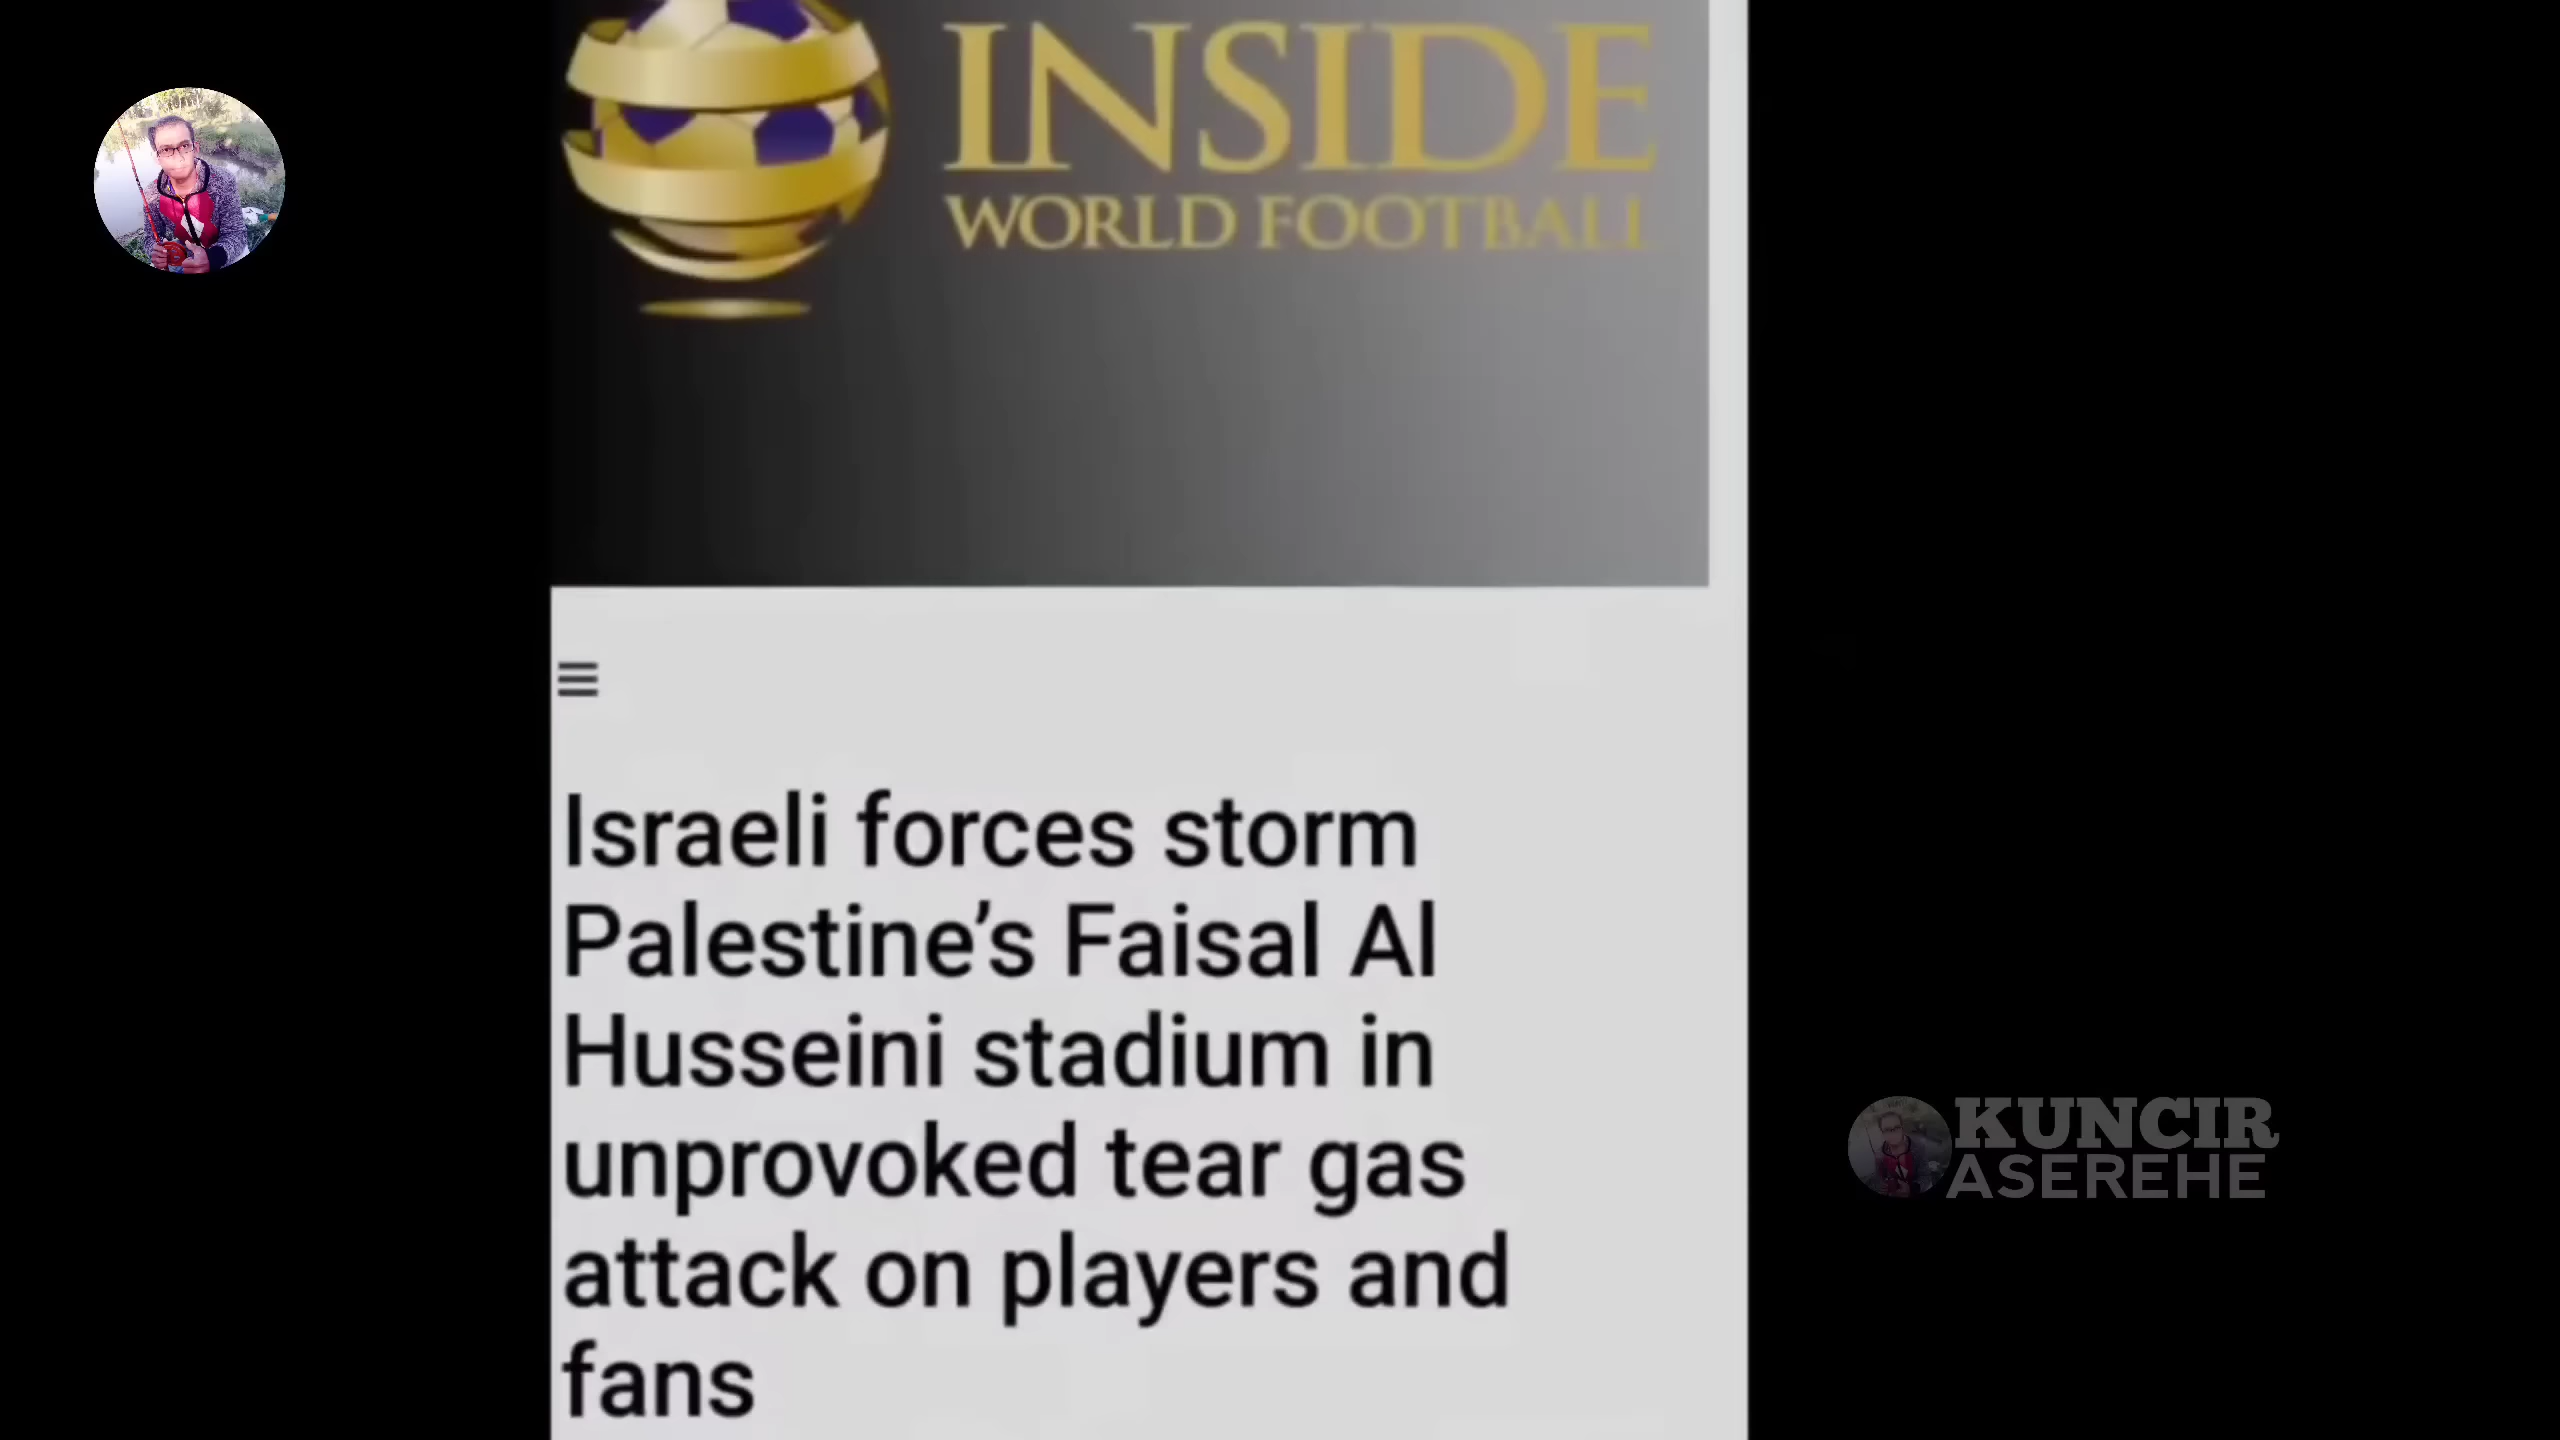 INSIDE
WORLD FOOTBALL
Israeli forces storm
Palestine’s Faisal Al
Husseini stadium in
unprovoked tear gas
attack on players and
fans
KUNCIR
ASEREHE